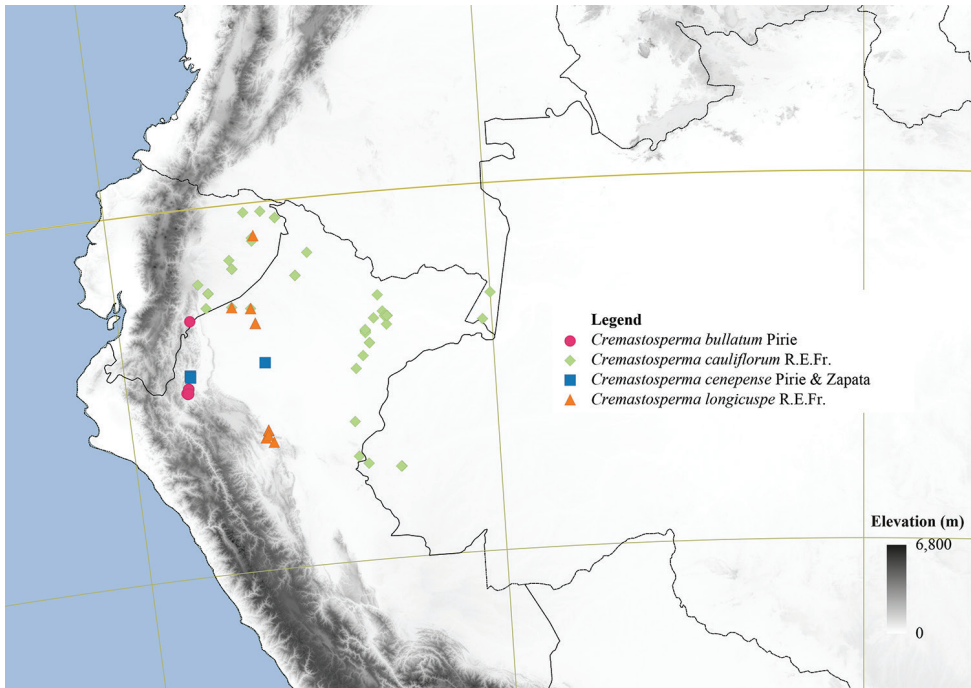 Legend
Cremastosperma bullatum Pirie
Cremastosperma cauliflorum R.E.Fr.
Cremastosperma cenepense Pirie & Zapata
Cremastosperma longicuspe R.E.Fr.
Elevation (m)
6,800
0